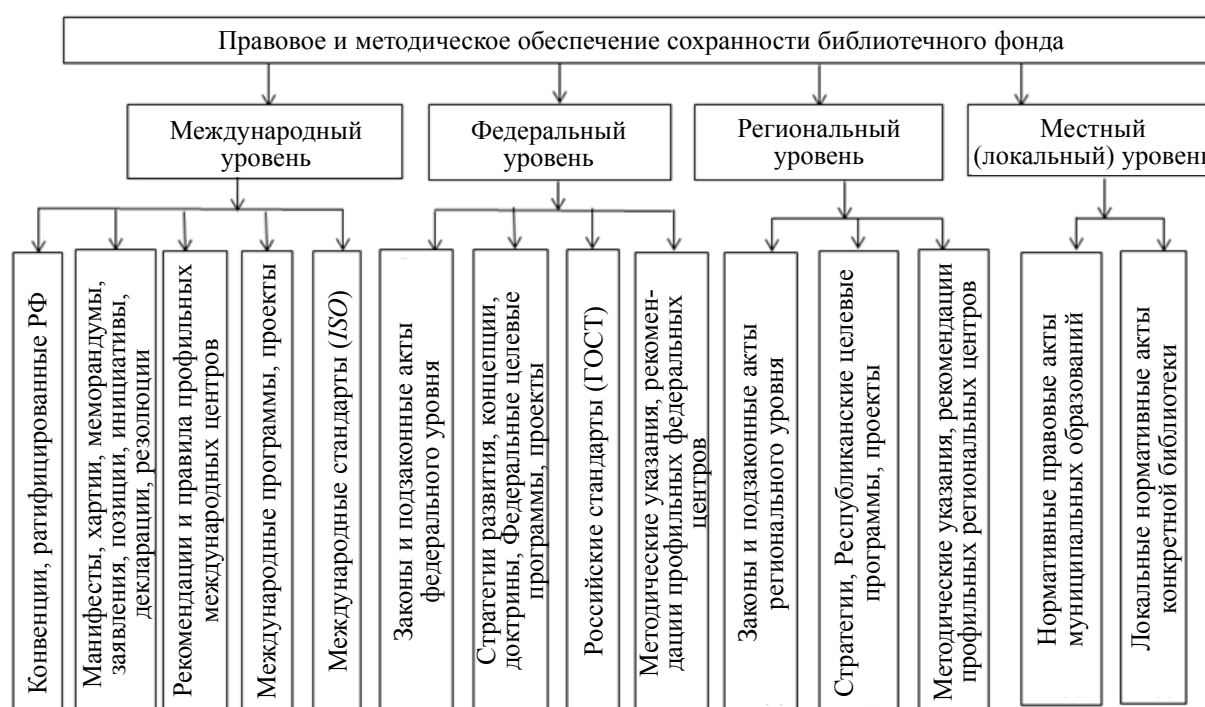 Правовое и методическое обеспечение сохранности библиотечного фонда
Международный
уровень
Федеральный
уровень
Региональный
уровень
Местный
(локальный) уровень
Конвенции, ратифицированные РФ
Манифесты, хартии, меморандумы,
заявления, позиции, инициативы,
декларации, резолюции
Рекомендации и правила профильных
международных центров
Международные программы, проекты
Международные стандарты (ISO)
Законы и подзаконные акты
федерального уровня
Стратегии развития, концепции,
доктрины, Федеральные целевые
программы, проекты
Российские стандарты (ГОСТ)
Методические указания, рекомен-
дации профильных федеральных
центров
Законы и подзаконные акты
регионального уровня
Стратегии, Республиканские целевые
программы, проекты
Методические указания, рекомендации
профильных региональных центров
Нормативные правовые акты
муниципальных образований
Локальные нормативные акты
конкретной библиотеки